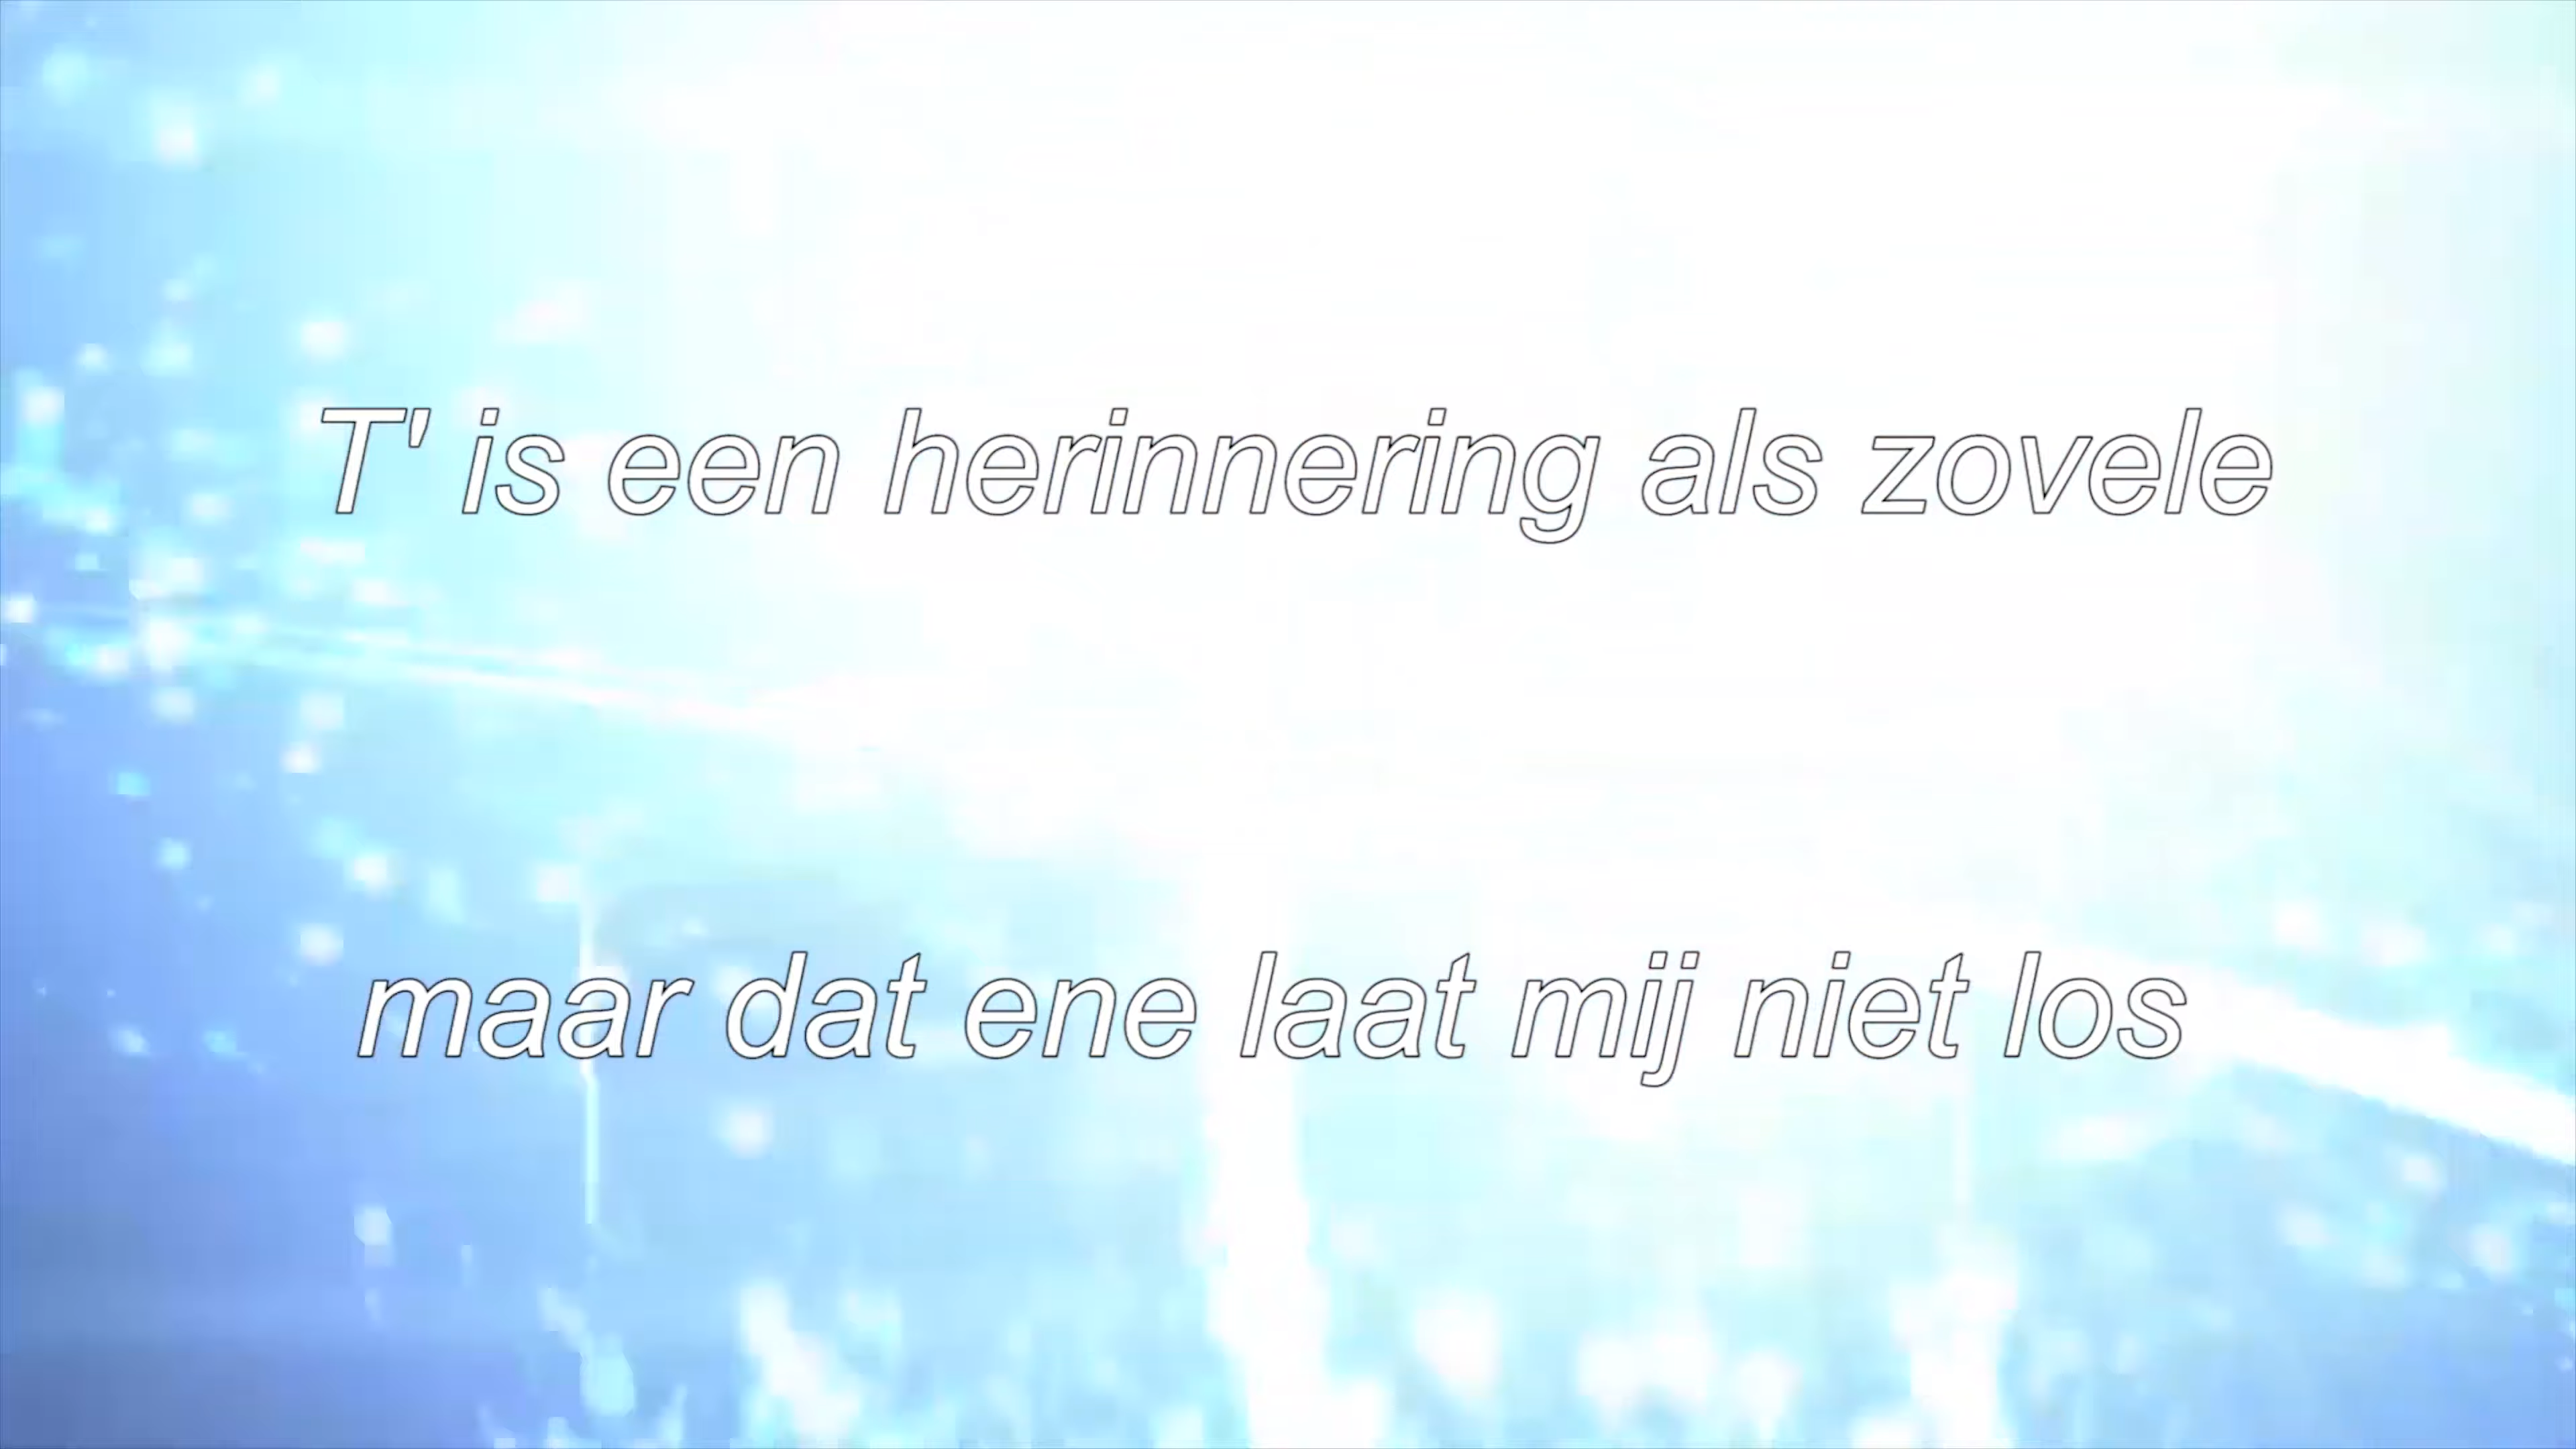 T' is een herinnering als zovele
maar dat ene laat mij niet los